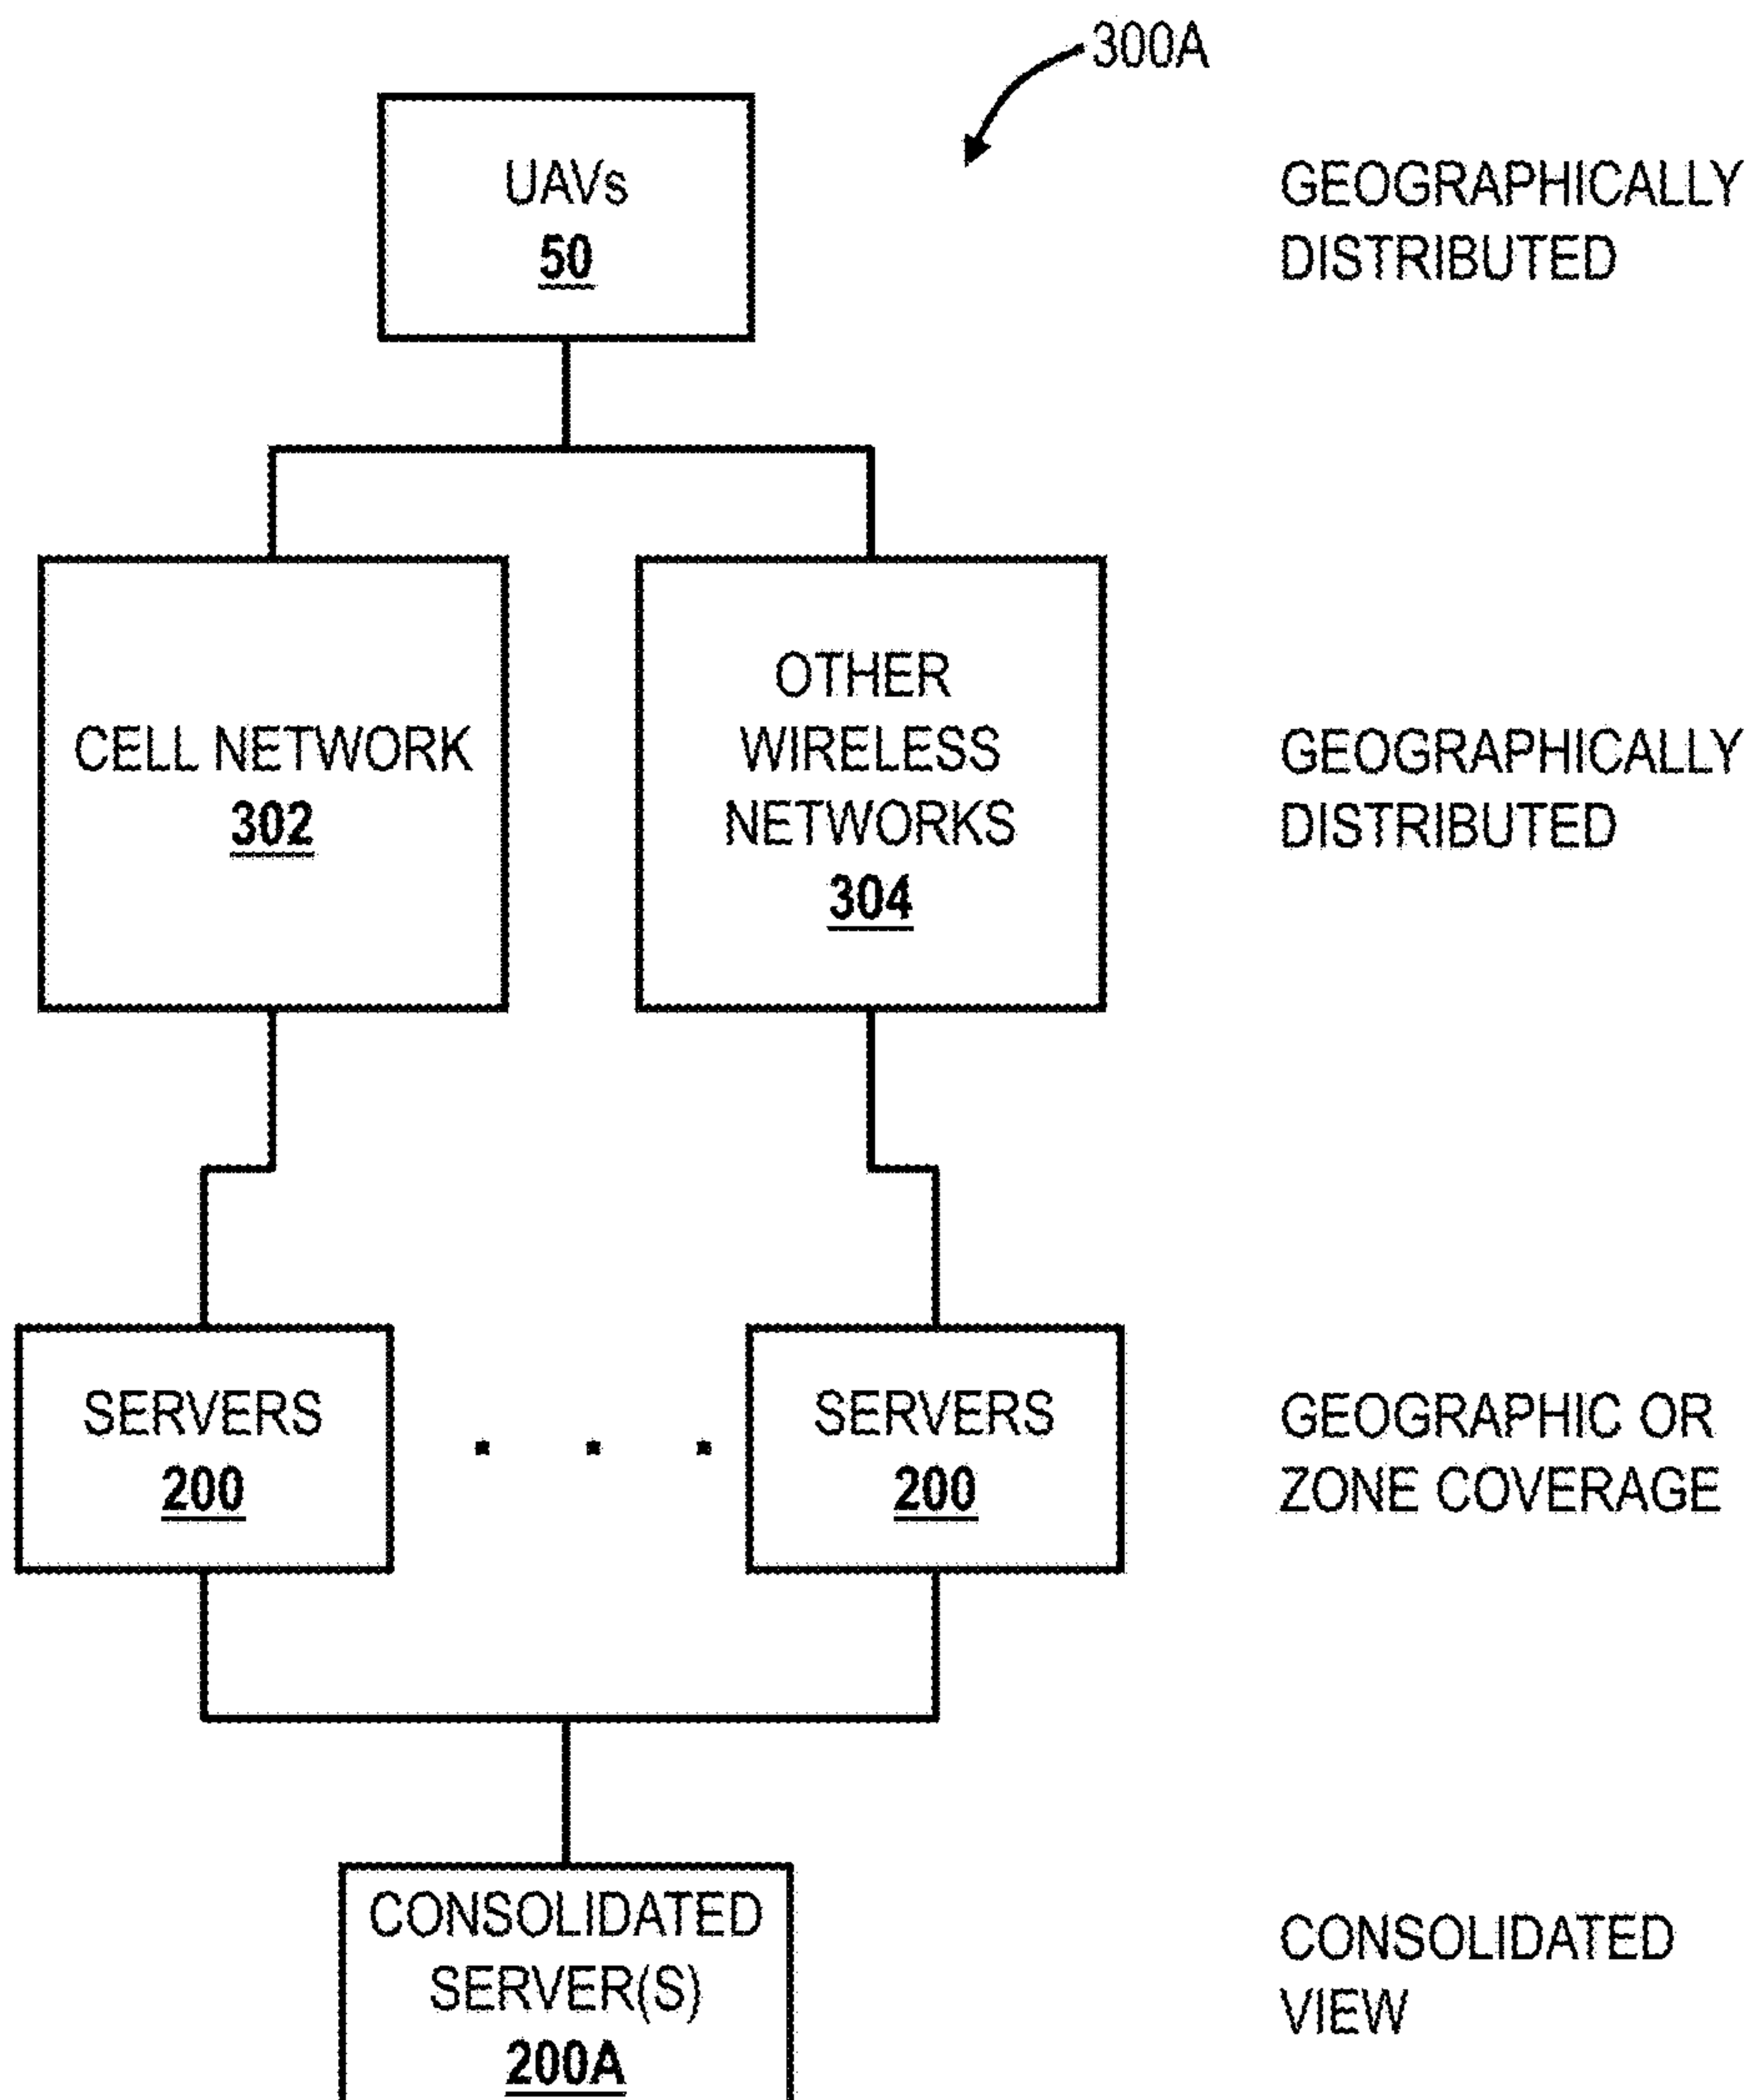 300A
UAVs
50
GEOGRAPHICALLY
DISTRIBUTED
CELL NETWORK
302
OTHER
WIRELESS
NETWORKS
304
GEOGRAPHICALLY
DISTRIBUTED
SERVERS
200
. . .
SERVERS
200
GEOGRAPHIC OR
ZONE COVERAGE
CONSOLIDATED
SERVER(S)
200A
CONSOLIDATED
VIEW